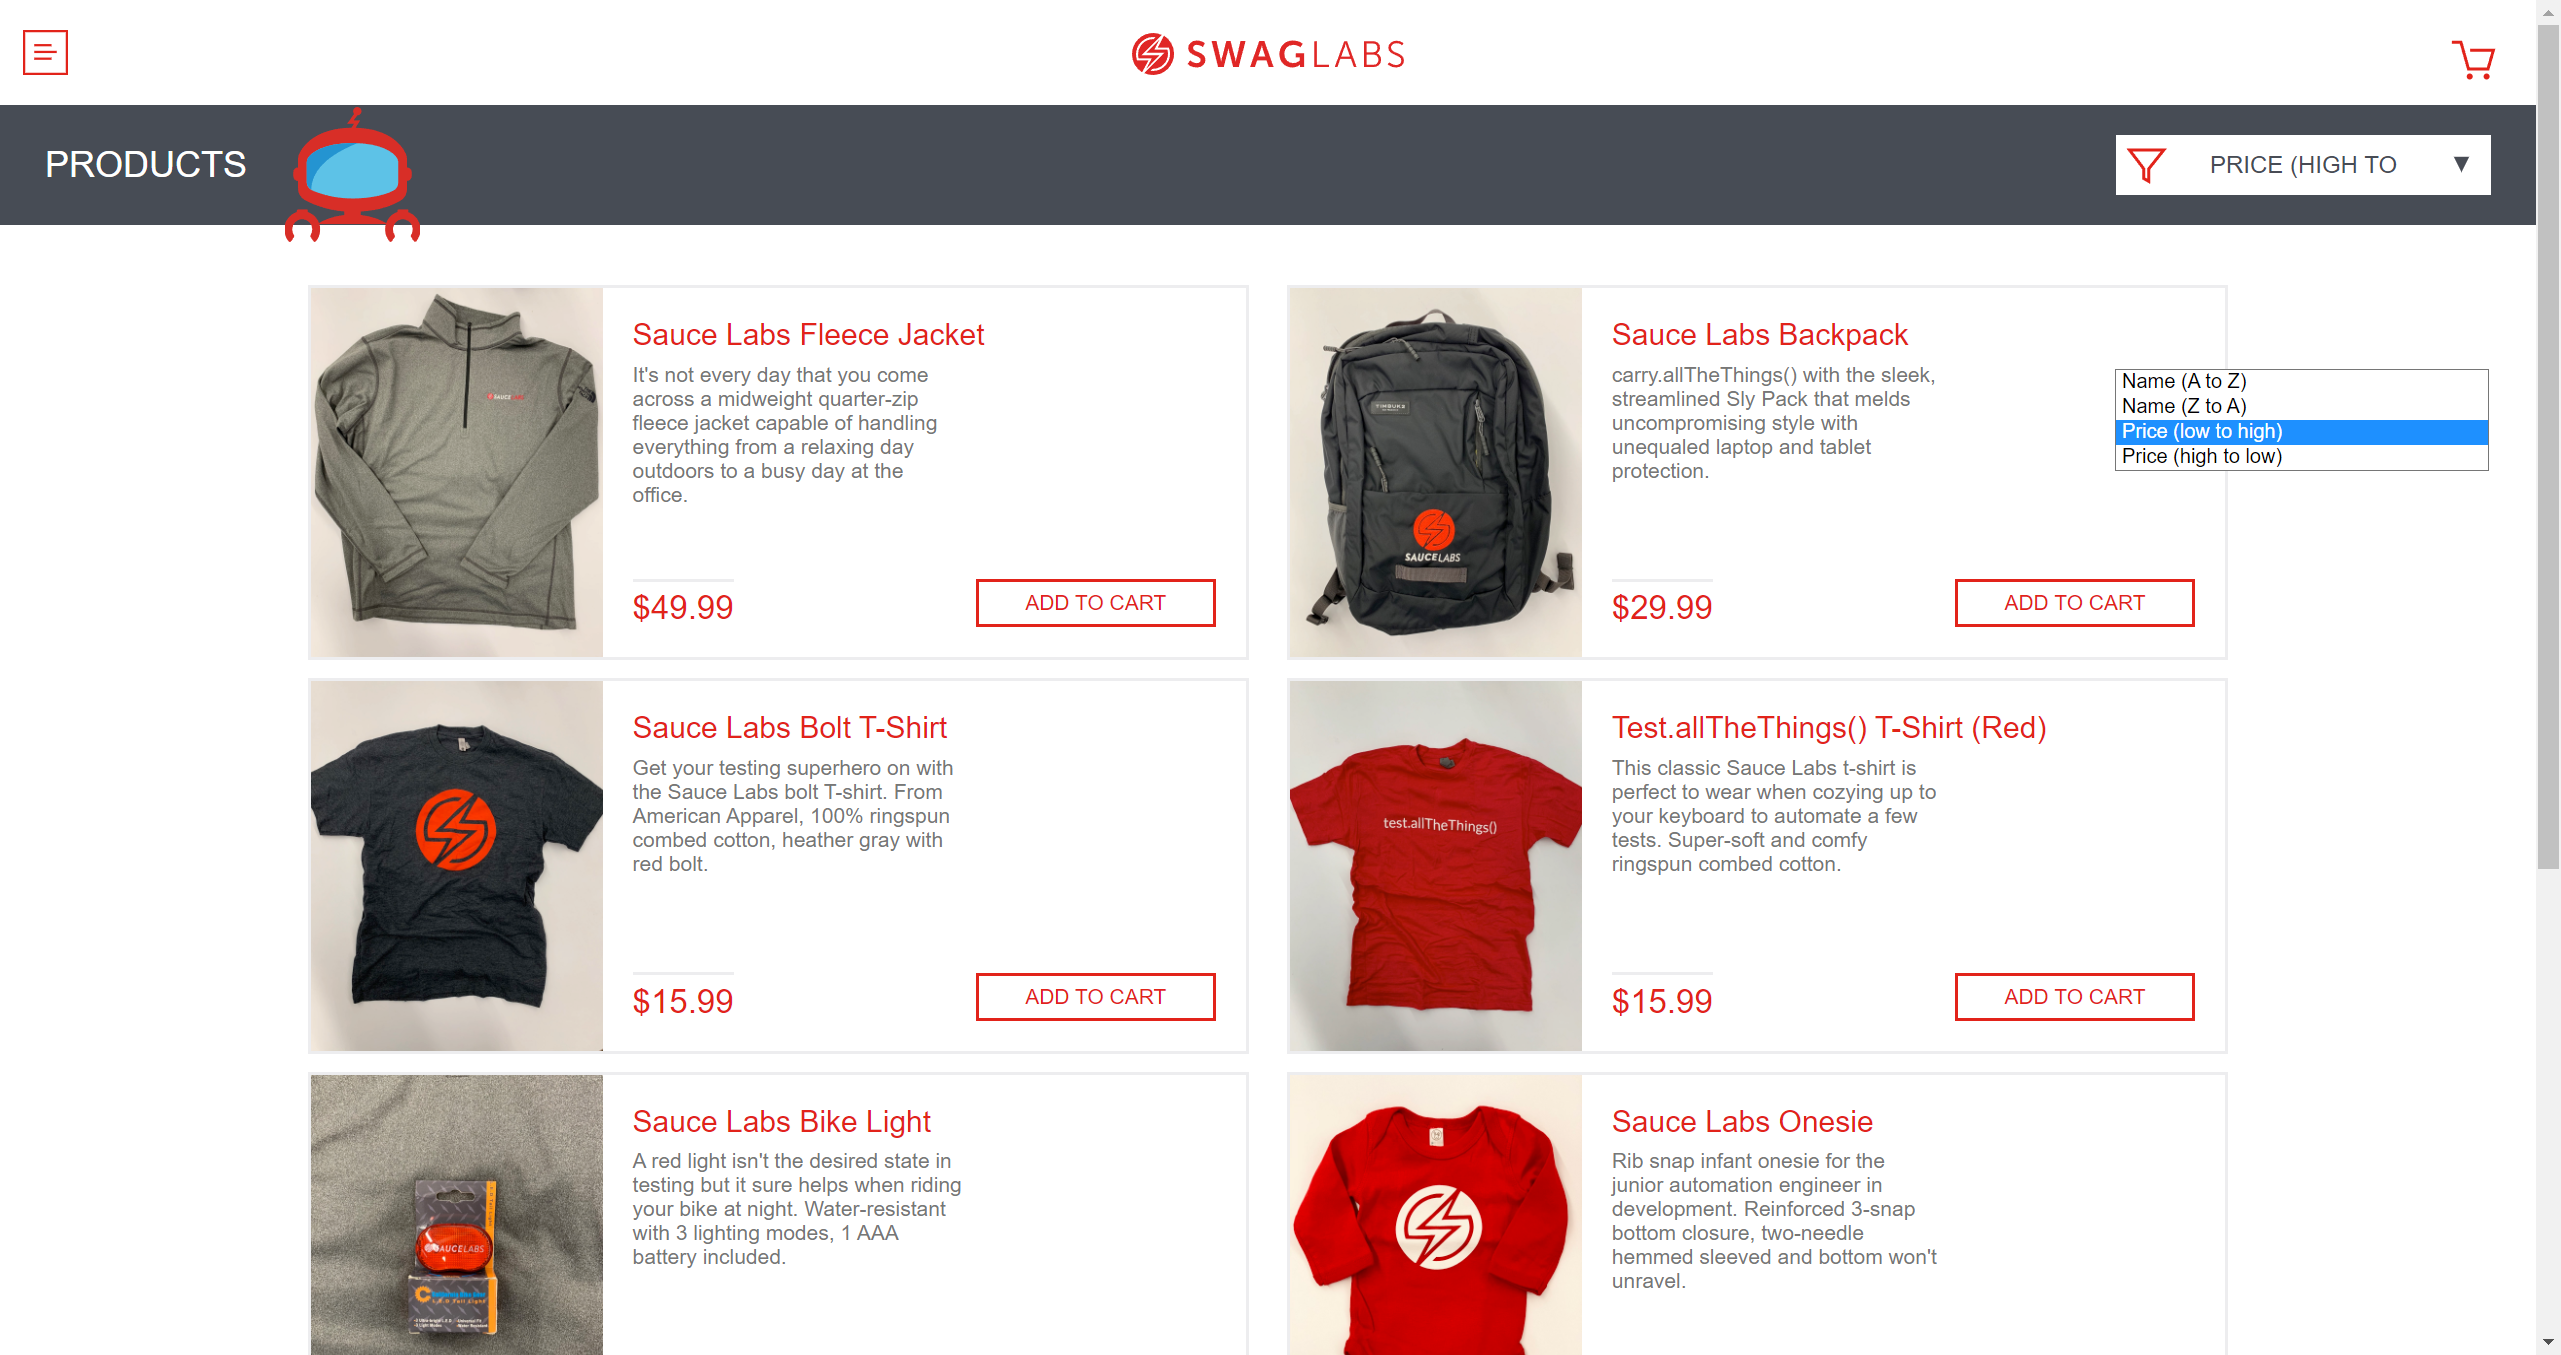 SWAGLABS
PRODUCTS
PRICE (HIGH TO
▼
Name (A to Z)
Name (Z to A)
Price (low to high)
Price (high to low)
SAUCELABS
Sauce Labs Fleece Jacket
It's not every day that you come
across a midweight quarter-zip
fleece jacket capable of handling
everything from a relaxing day
outdoors to a busy day at the
office.
$49.99
ADD TO CART
TIMBUK2
SAUCELABS
Sauce Labs Backpack
carry.allTheThings() with the sleek,
streamlined Sly Pack that melds
uncompromising style with
unequaled laptop and tablet
protection.
$29.99
ADD TO CART
Sauce Labs Bolt T-Shirt
Get your testing superhero on with
the Sauce Labs bolt T-shirt. From
American Apparel, 100% ringspun
combed cotton, heather gray with
red bolt.
$15.99
ADD TO CART
test.allTheThings()
Test.allTheThings() T-Shirt (Red)
This classic Sauce Labs t-shirt is
perfect to wear when cozying up to
your keyboard to automate a few
tests. Super-soft and comfy
ringspun combed cotton.
$15.99
ADD TO CART
SAUCELABS
Sauce Labs Bike Light
A red light isn't the desired state in
testing but it sure helps when riding
your bike at night. Water-resistant
with 3 lighting modes, 1 AAA
battery included.
Sauce Labs Onesie
Rib snap infant onesie for the
junior automation engineer in
development. Reinforced 3-snap
bottom closure, two-needle
hemmed sleeved and bottom won't
unravel.